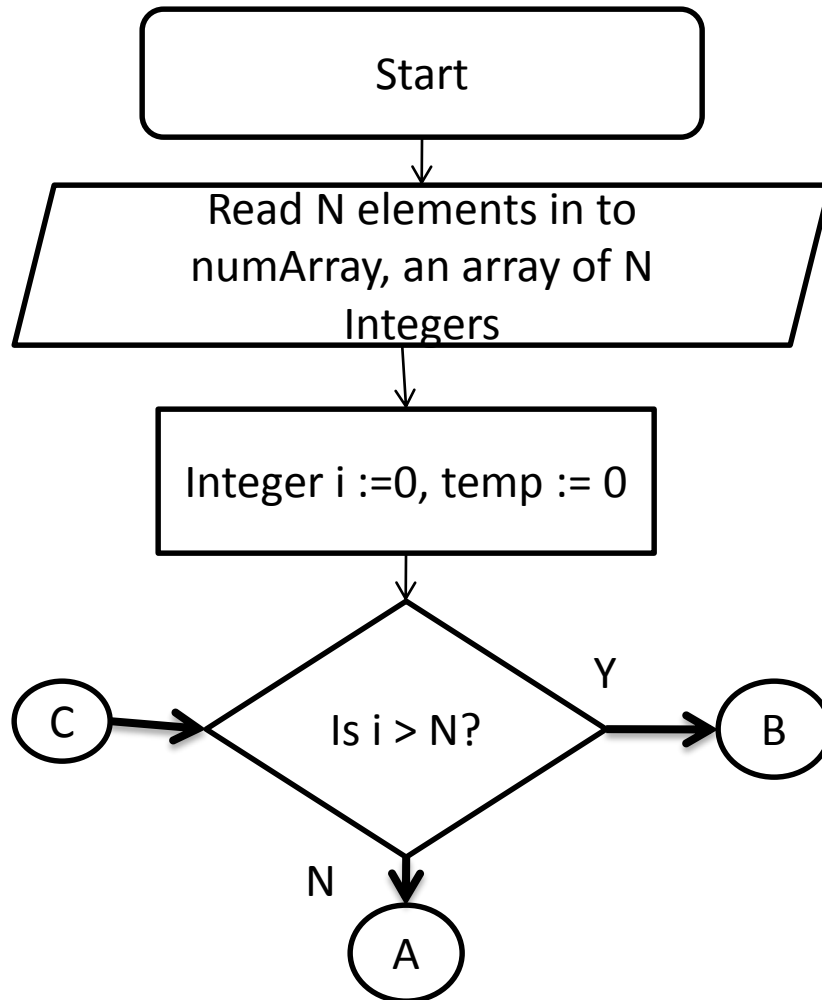 Start
Read N elements in to
numArray, an array of N
Integers
Integer i :=0, temp := 0
C
Is i > N?
Y
B
N
A